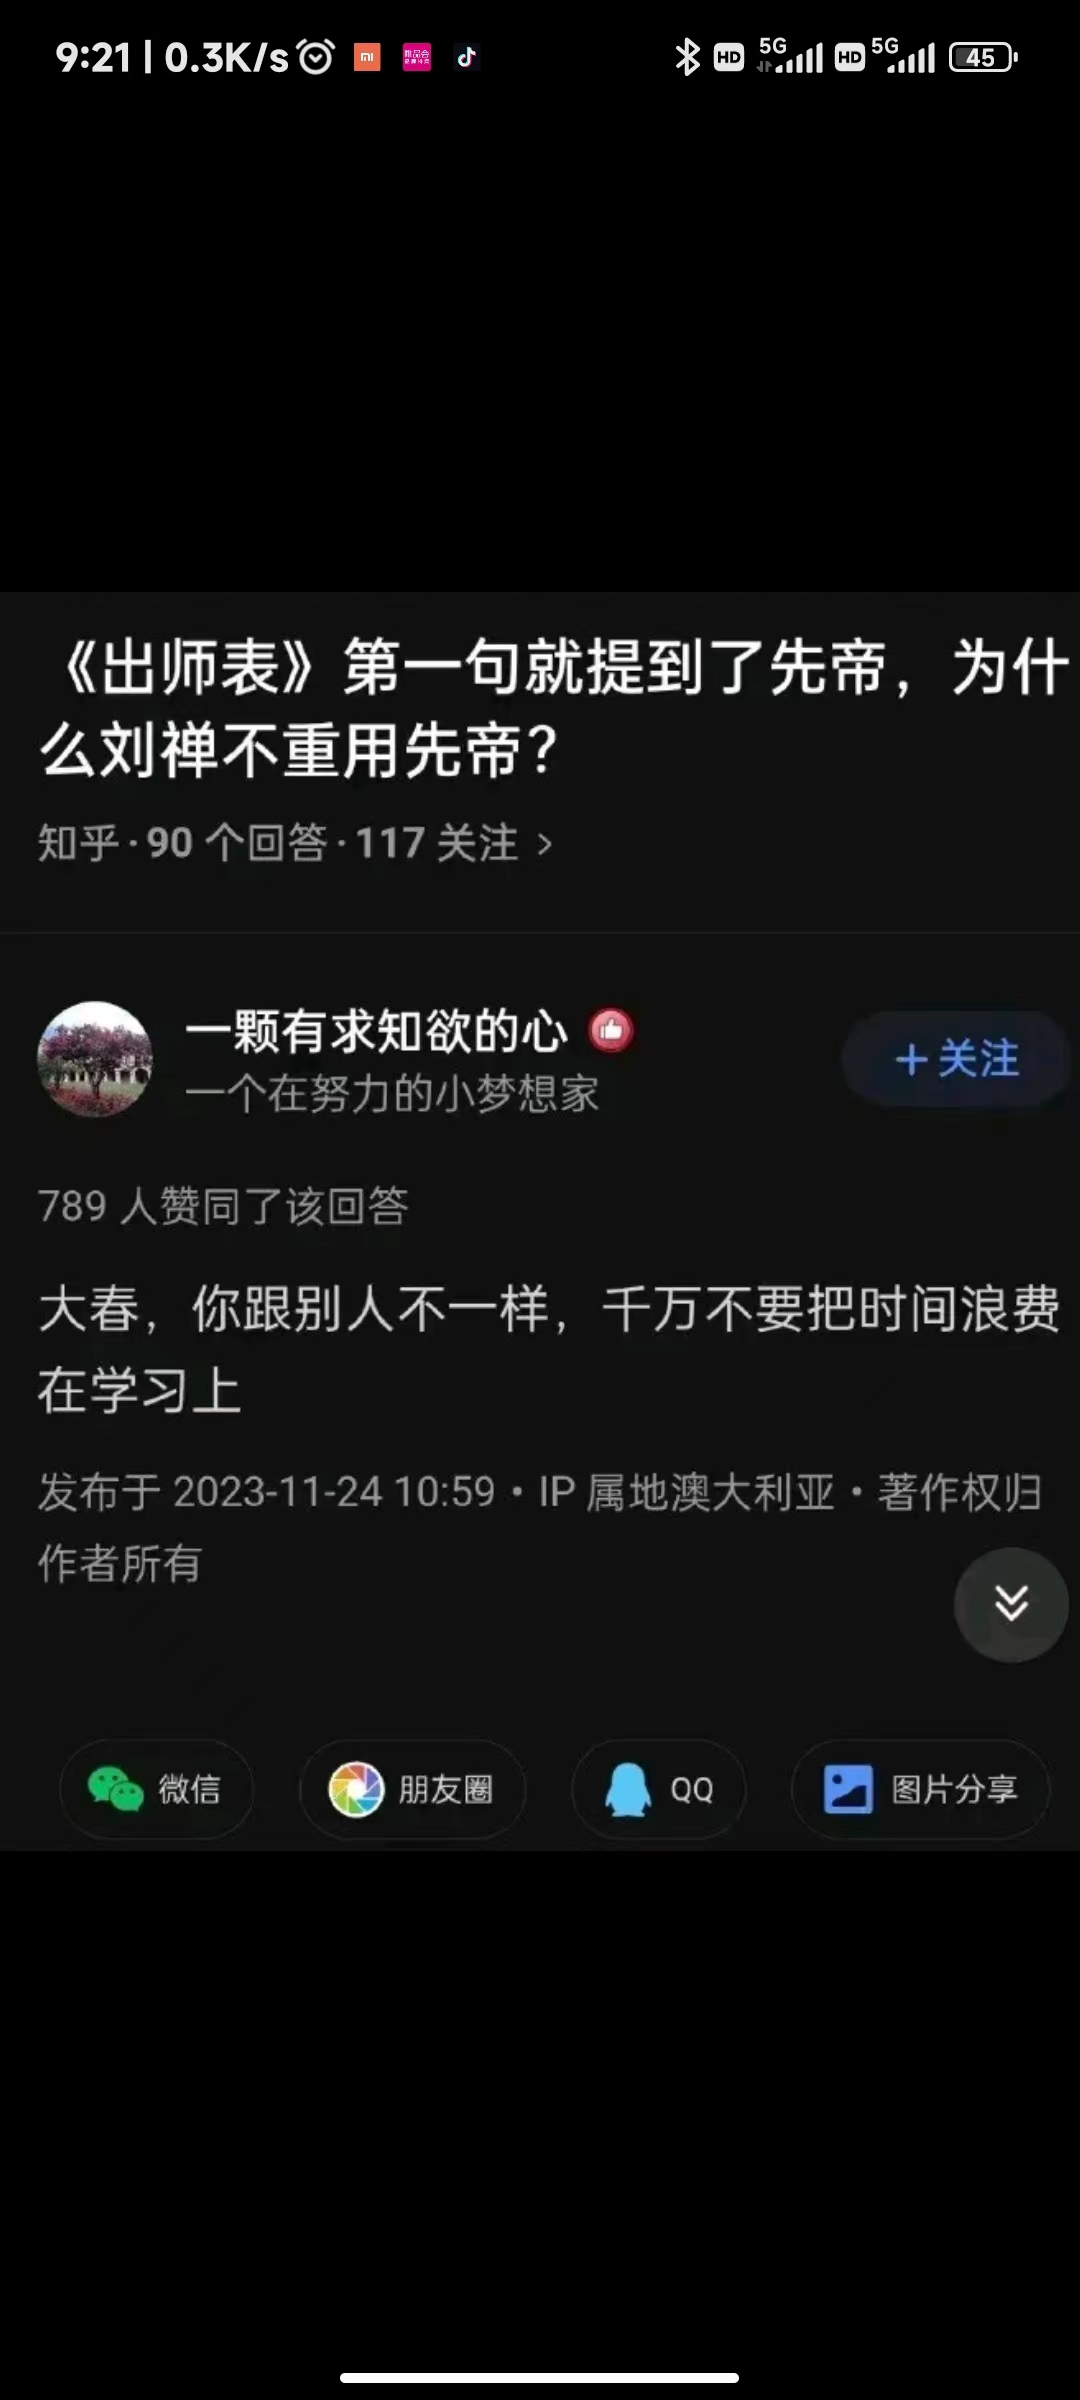 9:21 | 0.3K/s
HD 5G HD 5G 45
《出师表》第一句就提到了先帝，为什
么刘禅不重用先帝？
知乎·90 个回答·117 关注 >
一颗有求知欲的心
+关注
一个在努力的小梦想家
789 人赞同了该回答
大春，你跟别人不一样，千万不要把时间浪费
在学习上
发布于 2023-11-24 10:59・IP 属地澳大利亚・著作权归
作者所有
微信 朋友圈 QQ 图片分享